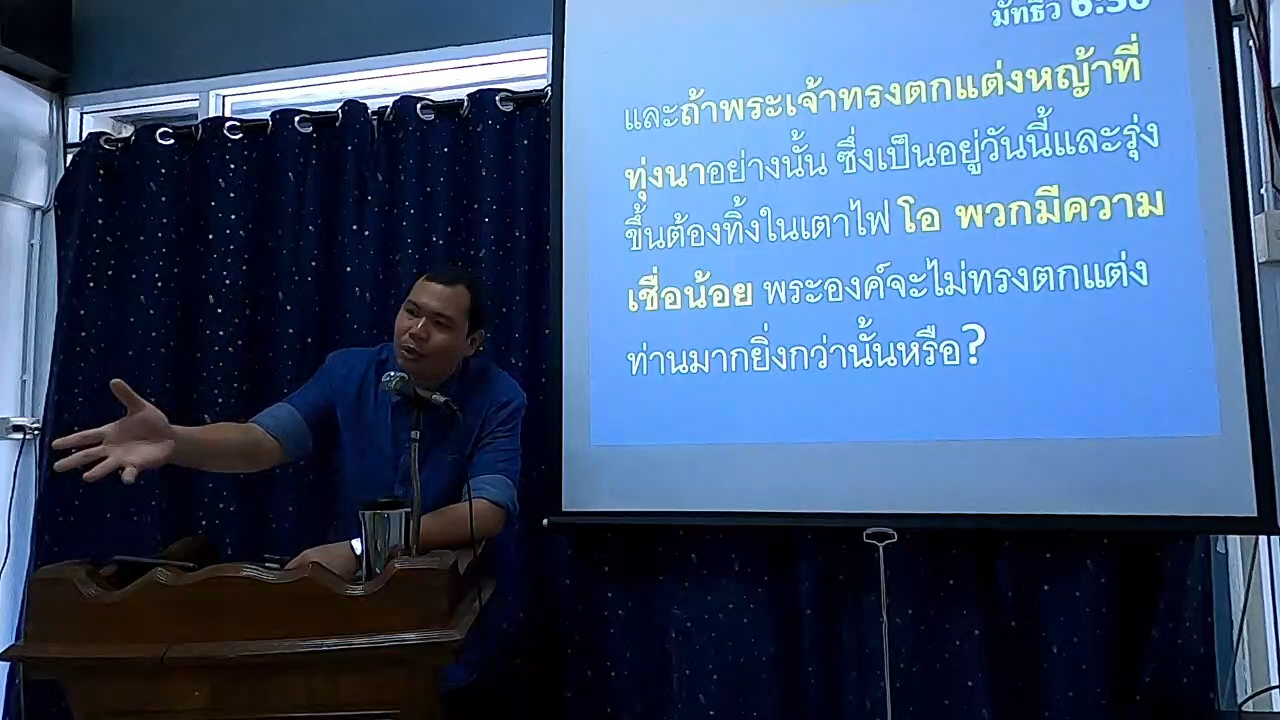 มัทธิว 6:30
และถ้าพระเจ้าทรงตกแต่งหญ้าที่
ทุ่งนาอย่างนั้น ซึ่งเป็นอยู่วันนี้และรุ่ง
ขึ้นต้องทิ้งในเตาไฟ โอ พวกมีความ
เชื่อน้อย พระองค์จะไม่ทรงตกแต่ง
ท่านมากยิ่งกว่านั้นหรือ?